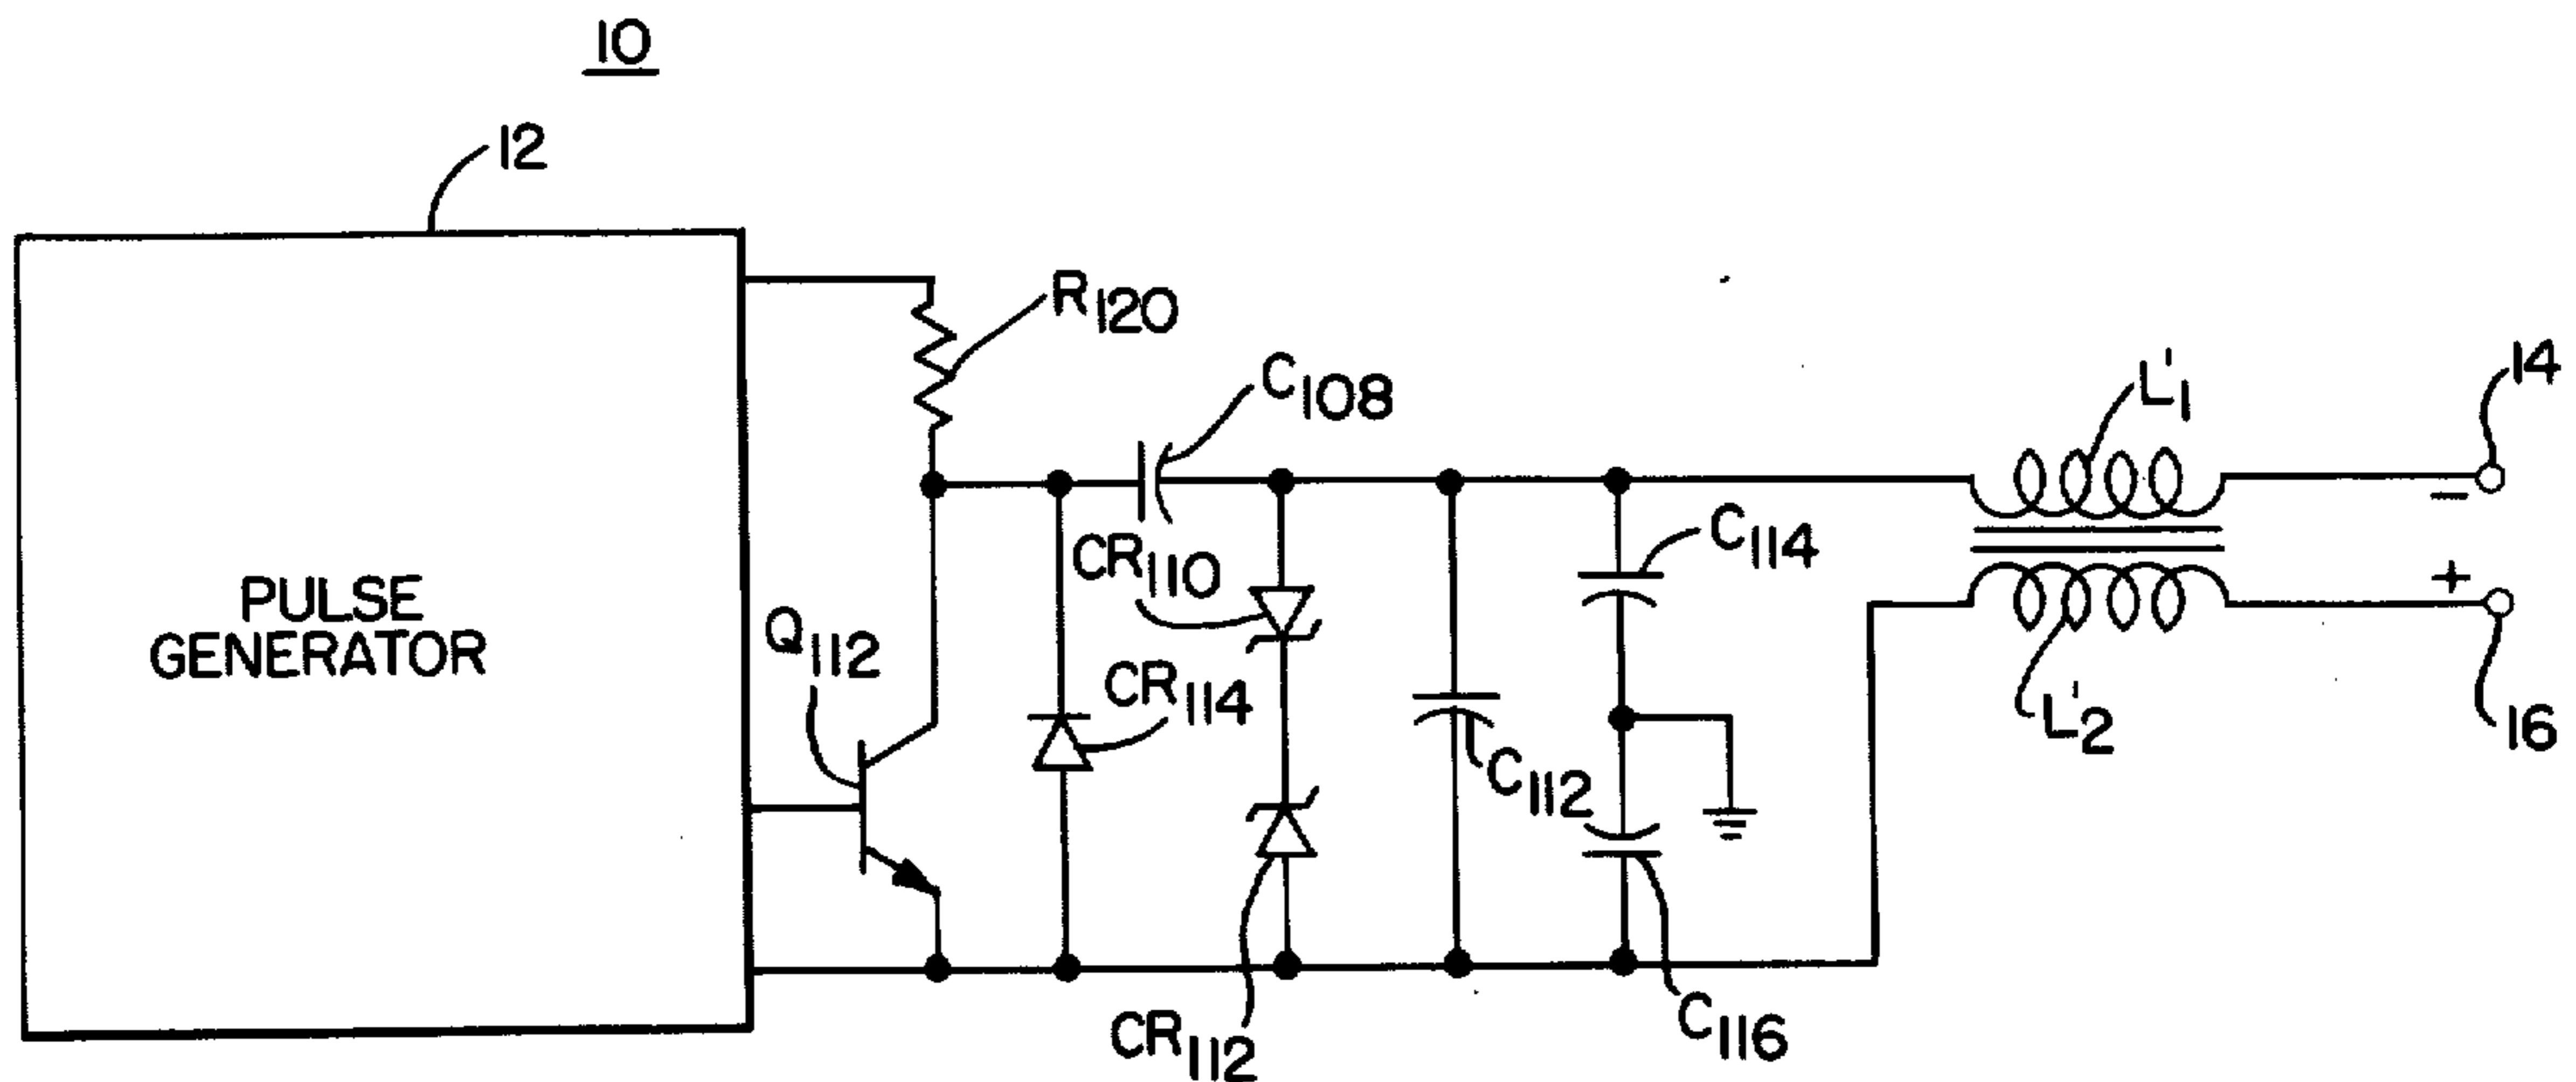 10
12
R120
C108
L'1
14
−
C114
CR110
+
PULSE
GENERATOR
Q112
CR114
C112
L'2
16
CR112
C116